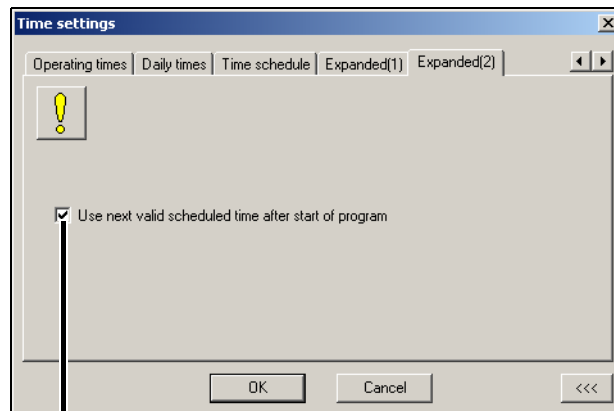 Time settings
Operating times Daily times Time schedule Expanded(1) Expanded(2)
Use next valid scheduled time after start of program
OK Cancel <<<